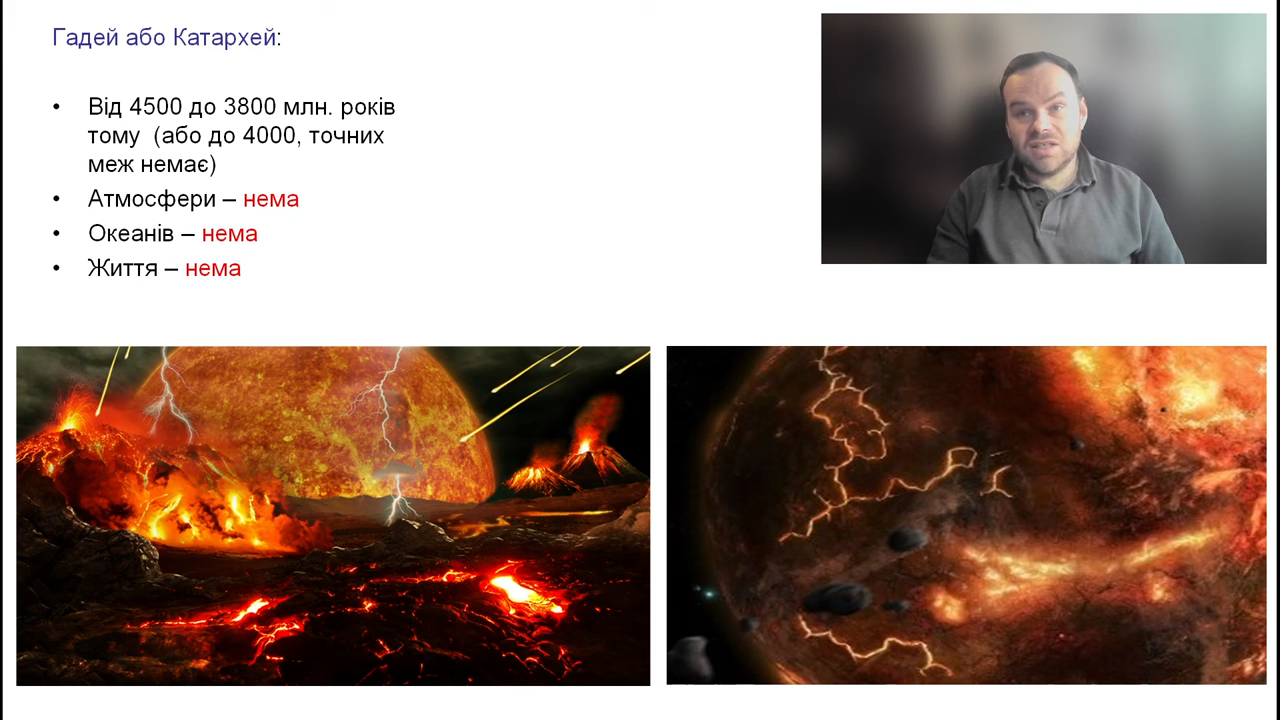 Гадей або Катархей:
• Від 4500 до 3800 млн. років
тому (або до 4000, точних
меж немає)
• Атмосфери – нема
• Океанів – нема
• Життя – нема